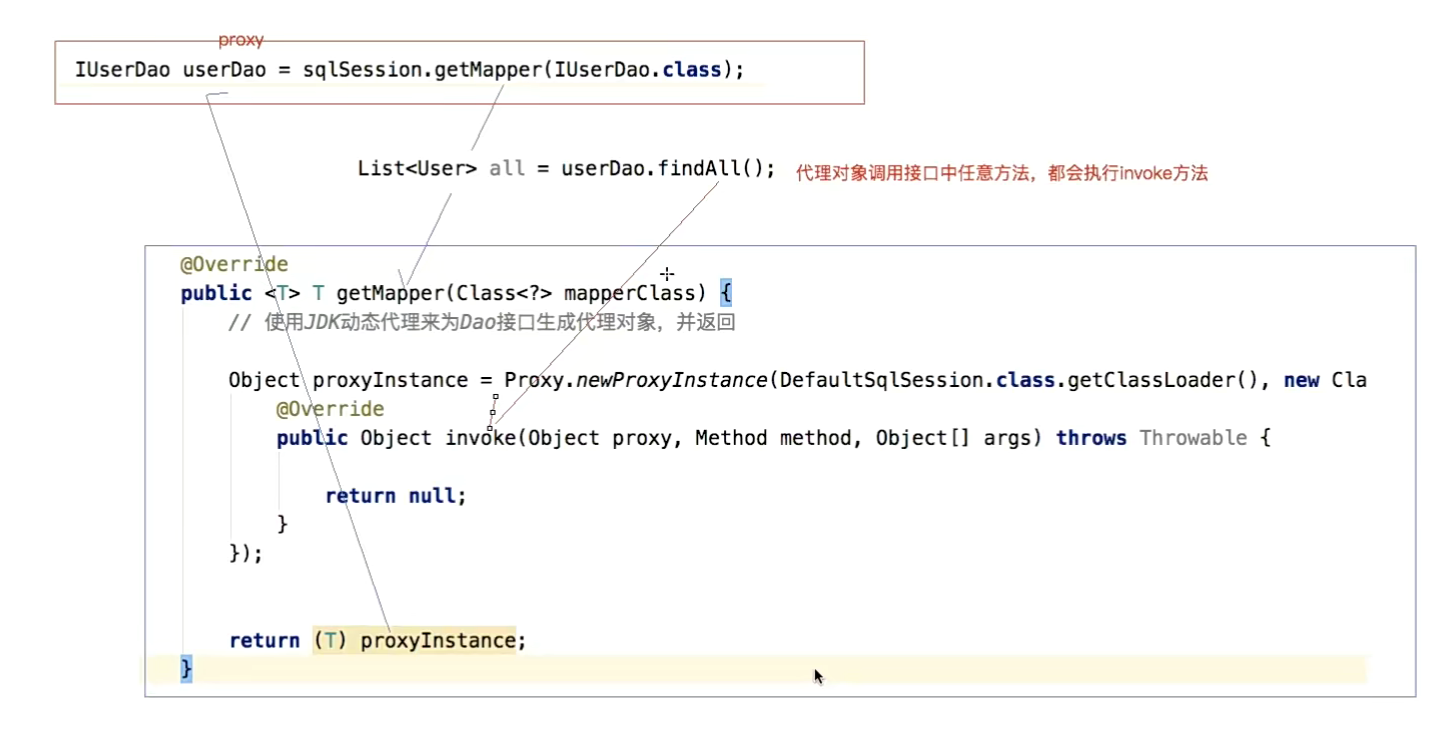 proxy
IUserDao userDao = sqlSession.getMapper(IUserDao.class);
List<User> all = userDao.findAll(); 代理对象调用接口中任意方法，都会执行invoke方法
@Override
public <T> T getMapper(Class<?> mapperClass) {
// 使用JDK动态代理来为Dao接口生成代理对象，并返回
Object proxyInstance = Proxy.newProxyInstance(DefaultSqlSession.class.getClassLoader(), new Cla
@Override
public Object invoke(Object proxy, Method method, Object[] args) throws Throwable {
return null;
}
});
return (T) proxyInstance;
}